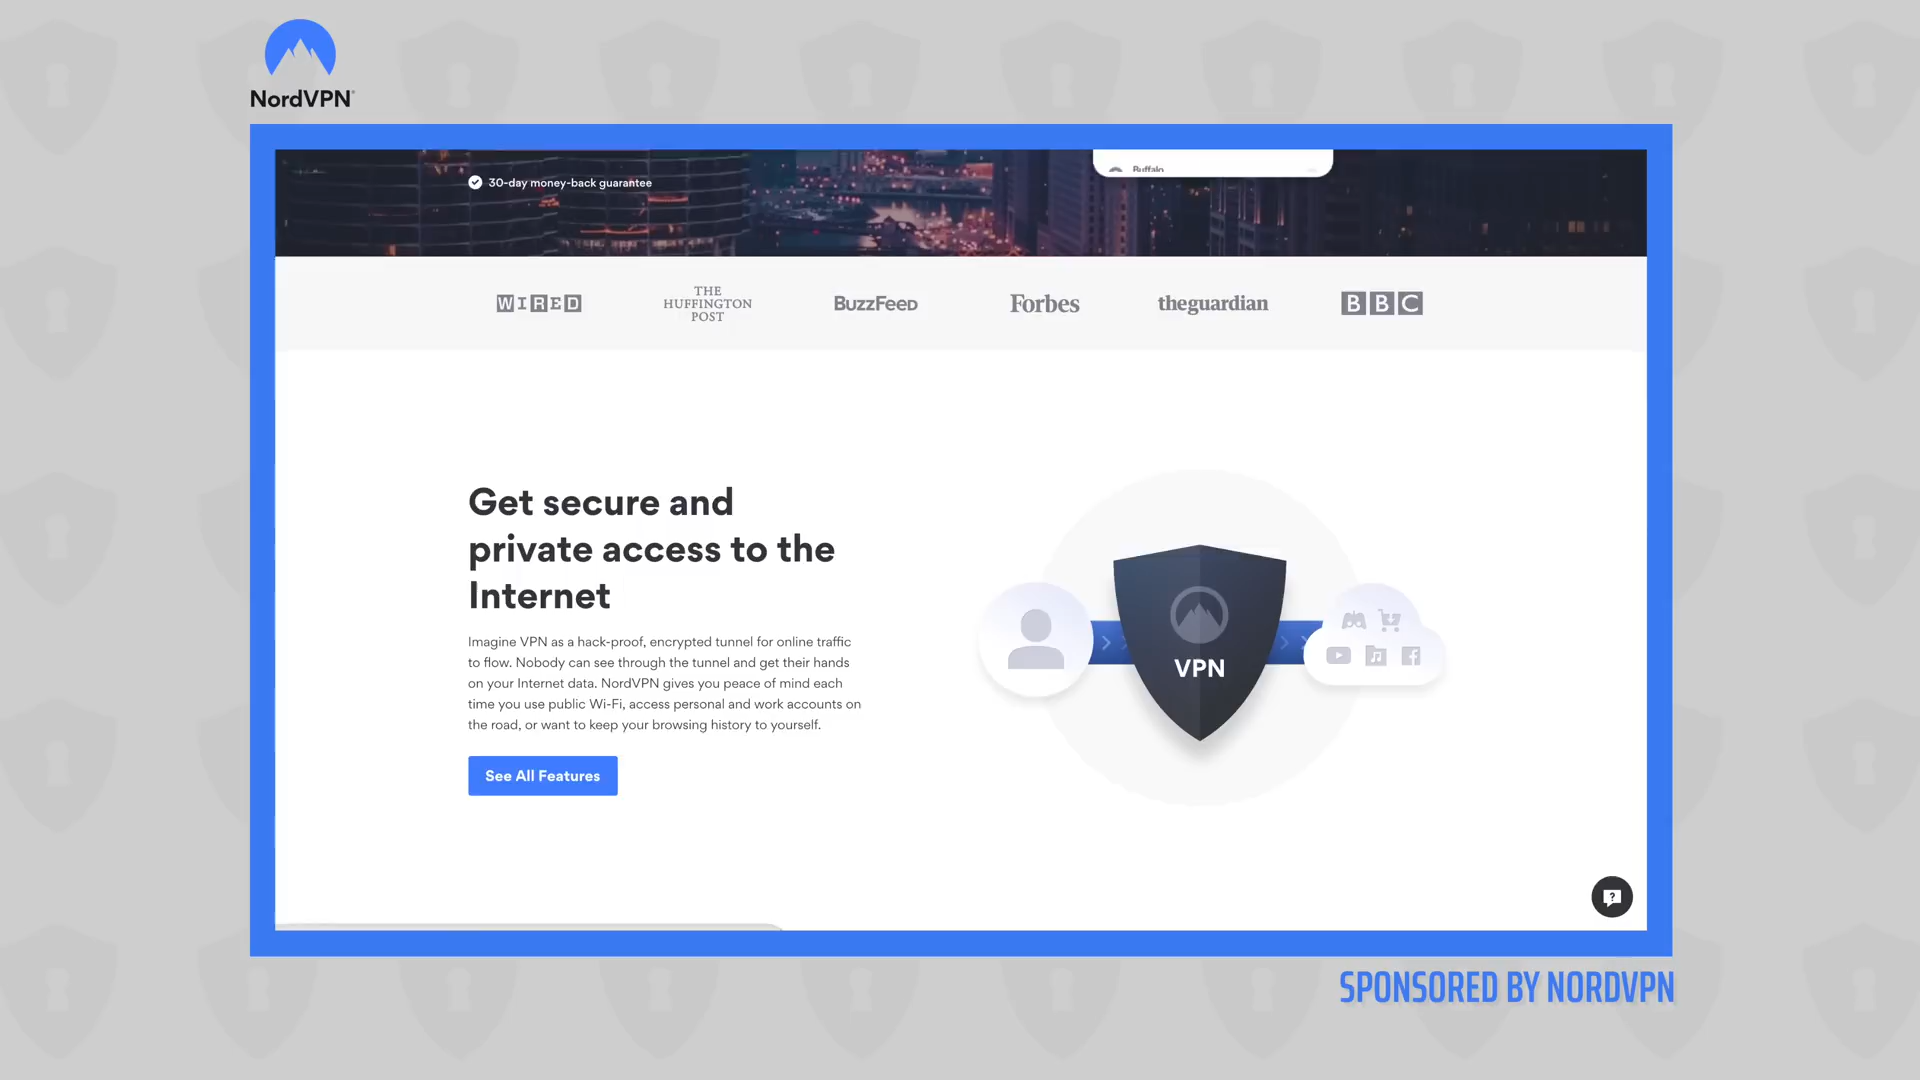 NordVPN
30-day money-back guarantee
Buffalo
WIRED
THE
HUFFINGTON
POST
BuzzFeed
Forbes
theguardian
BBC
Get secure and
private access to the
Internet
Imagine VPN as a hack-proof, encrypted tunnel for online traffic
to flow. Nobody can see through the tunnel and get their hands
on your Internet data. NordVPN gives you peace of mind each
time you use public Wi-Fi, access personal and work accounts on
the road, or want to keep your browsing history to yourself.
See All Features
VPN
SPONSORED BY NORDVPN